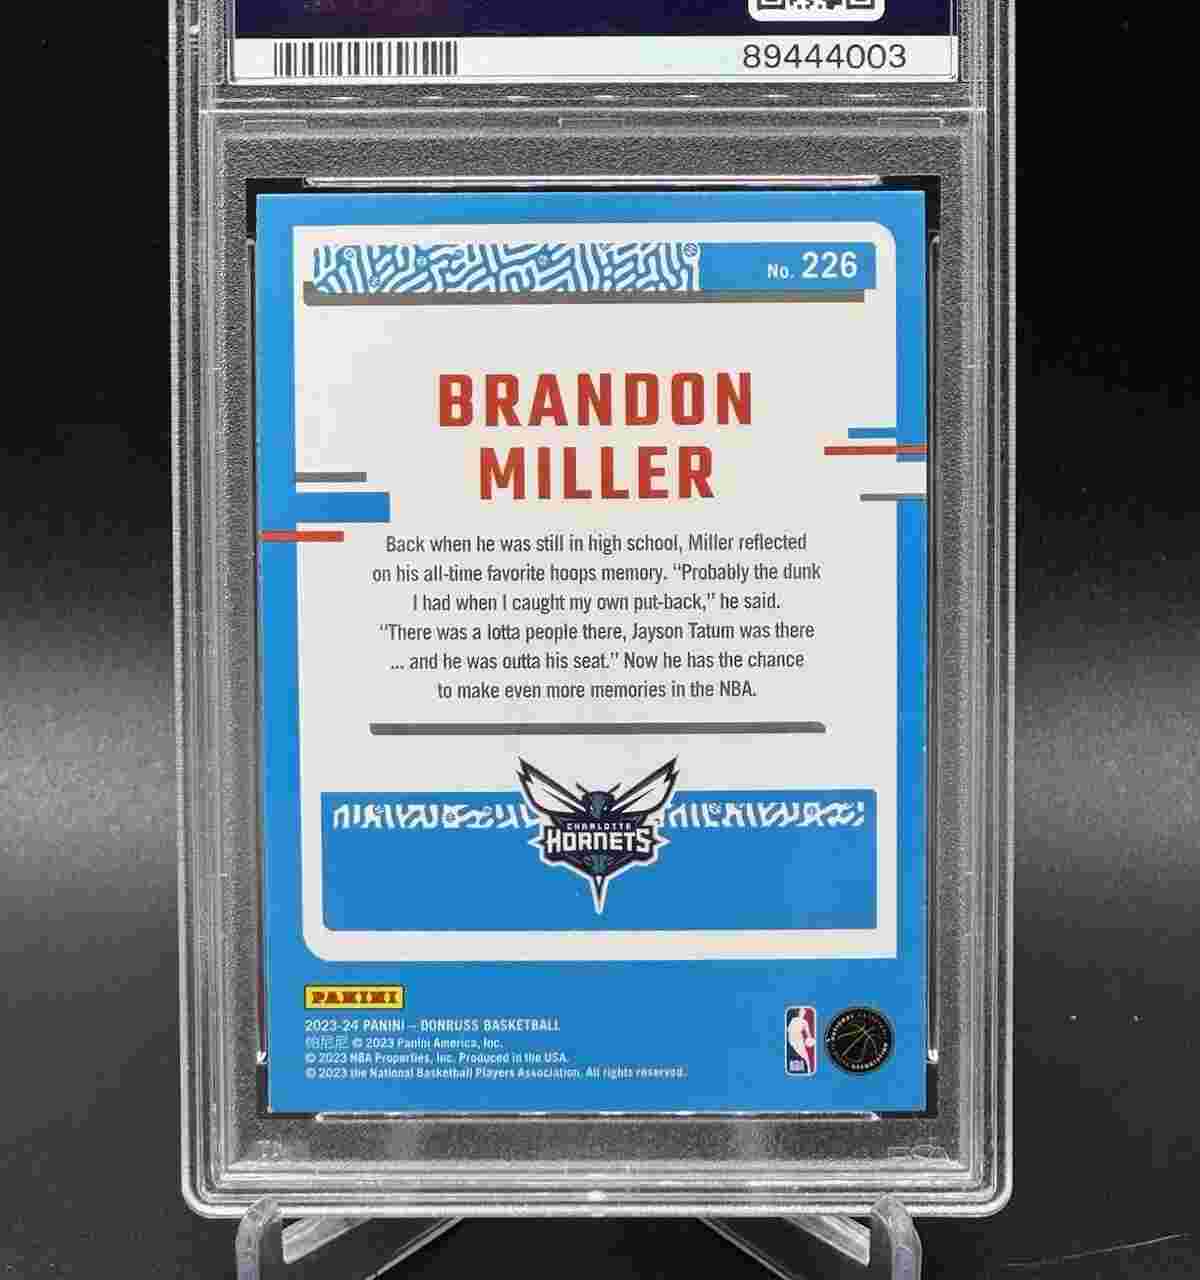 89444003
No. 226
BRANDON
MILLER
Back when he was still in high school, Miller reflected
on his all-time favorite hoops memory. “Probably the dunk
I had when I caught my own put-back,” he said.
“There was a lotta people there, Jayson Tatum was there
... and he was outta his seat.” Now he has the chance
to make even more memories in the NBA.
CHARLOTTE
HORNETS
PANINI
2023-24 PANINI – DONRUSS BASKETBALL
帕尼尼 © 2023 Panini America, Inc.
© 2023 NBA Properties, Inc. Produced in the USA.
© 2023 the National Basketball Players Association. All rights reserved.
NBA
PSA